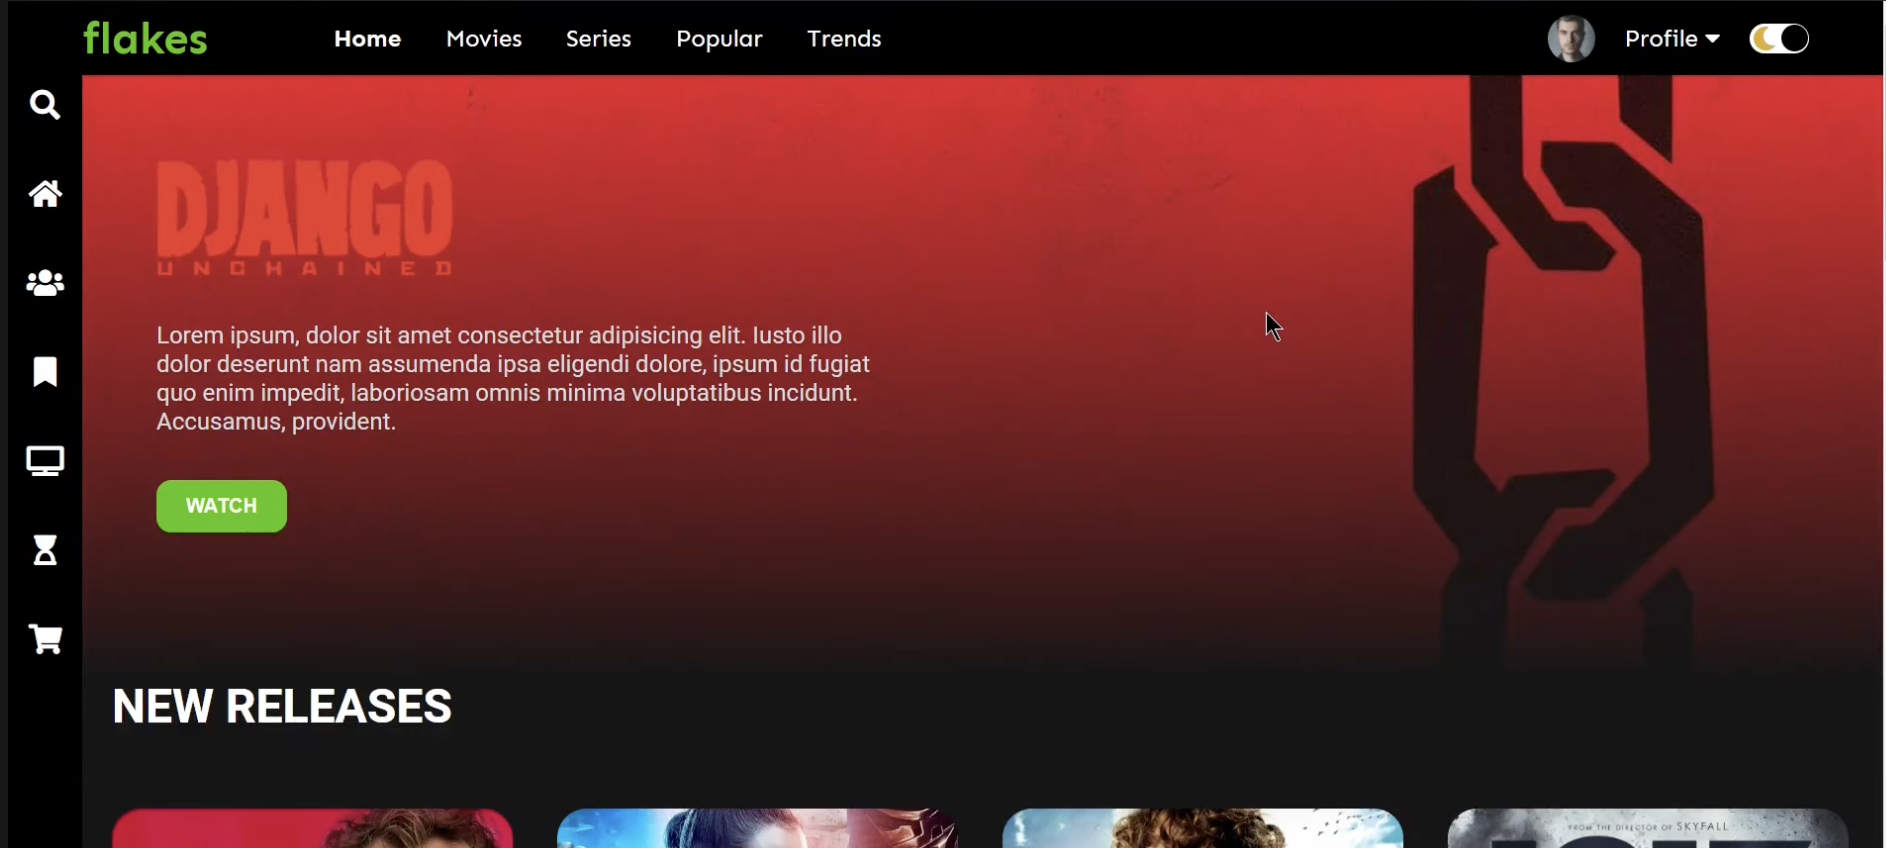 flakes
Home Movies Series Popular Trends
Profile
DJANGO
UNCHAINED
Lorem ipsum, dolor sit amet consectetur adipisicing elit. Iusto illo
dolor deserunt nam assumenda ipsa eligendi dolore, ipsum id fugiat
quo enim impedit, laboriosam omnis minima voluptatibus incidunt.
Accusamus, provident.
WATCH
NEW RELEASES
FROM THE DIRECTOR OF SKYFALL